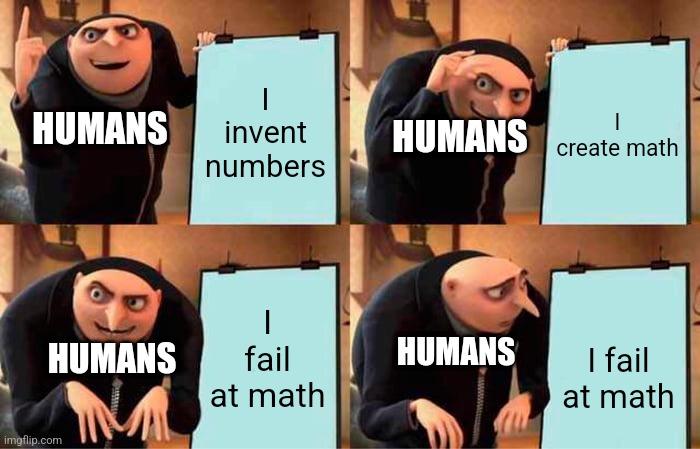 HUMANS
I
invent
numbers
HUMANS
I
create math
HUMANS
I
fail
at math
HUMANS
I fail
at math
imgflip.com